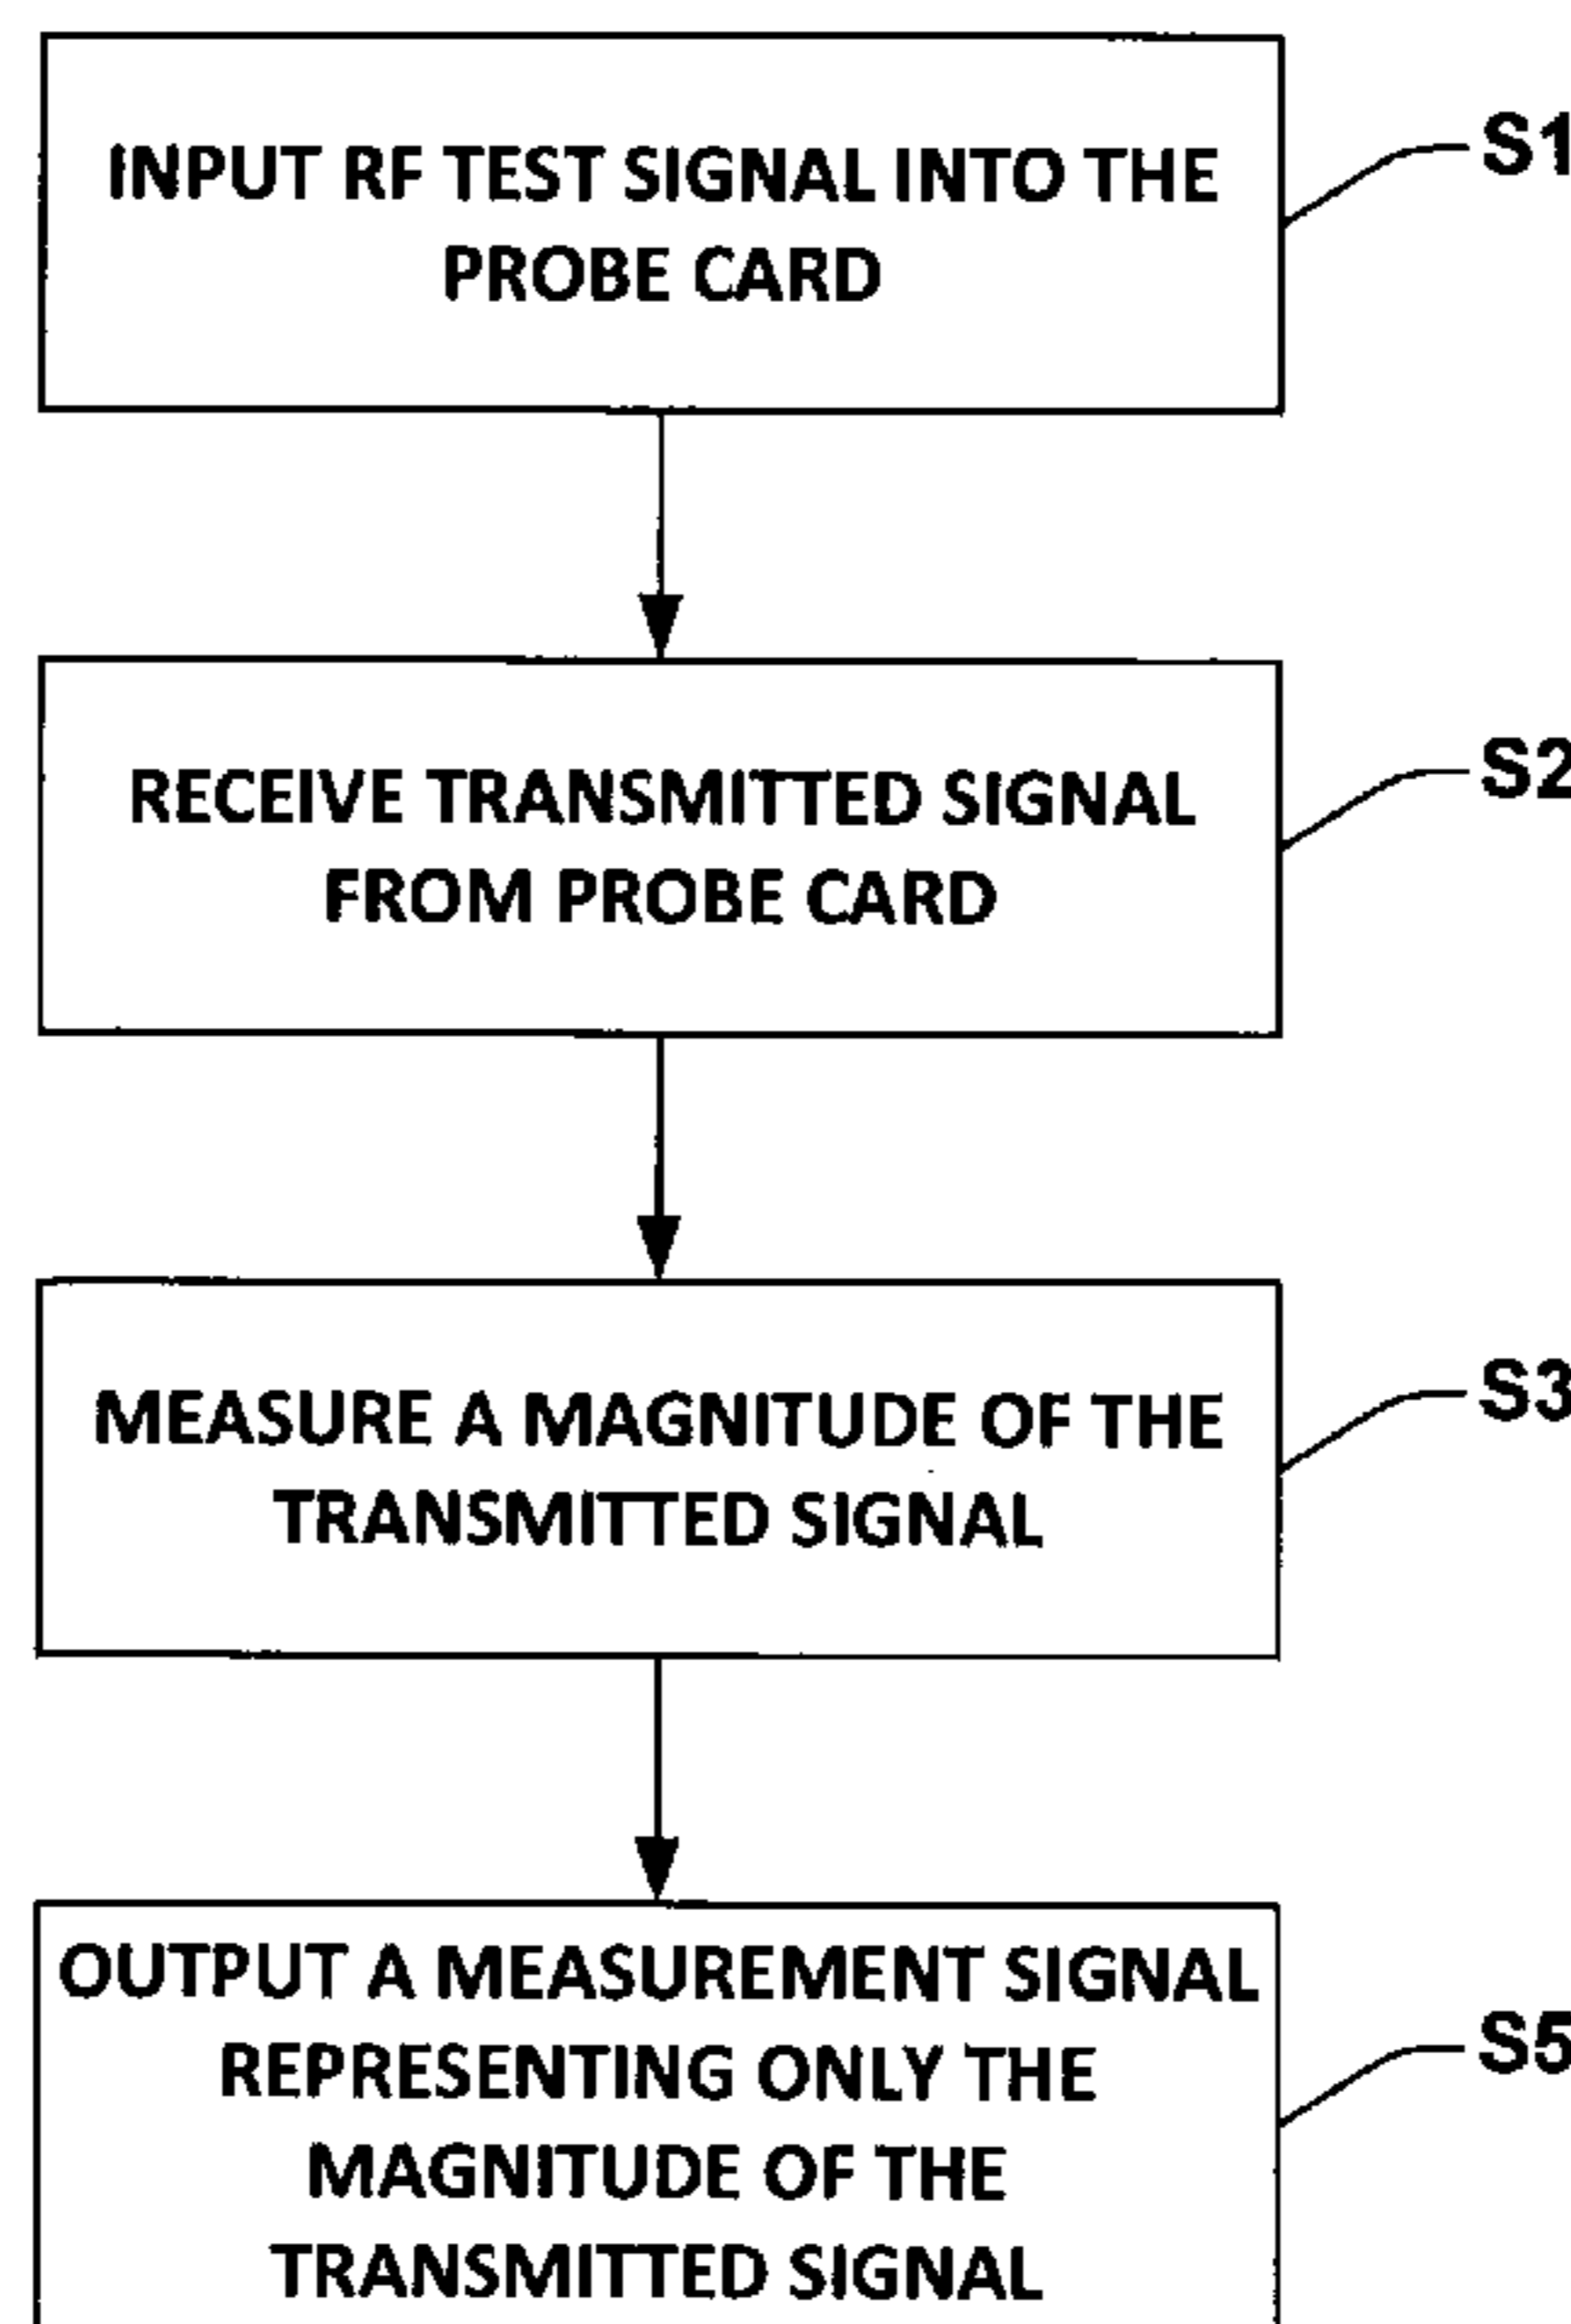 INPUT RF TEST SIGNAL INTO THE
PROBE CARD
S1
RECEIVE TRANSMITTED SIGNAL
FROM PROBE CARD
S2
MEASURE A MAGNITUDE OF THE
TRANSMITTED SIGNAL
S3
OUTPUT A MEASUREMENT SIGNAL
REPRESENTING ONLY THE
MAGNITUDE OF THE
TRANSMITTED SIGNAL
S5